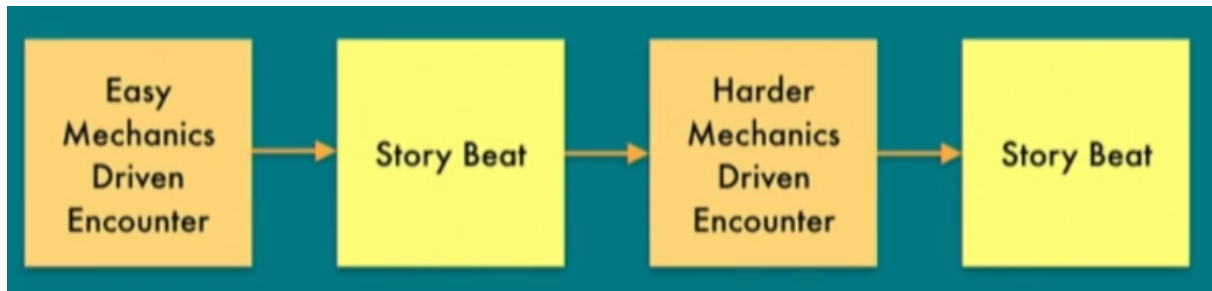 Easy
Mechanics
Driven
Encounter
Story Beat
Harder
Mechanics
Driven
Encounter
Story Beat